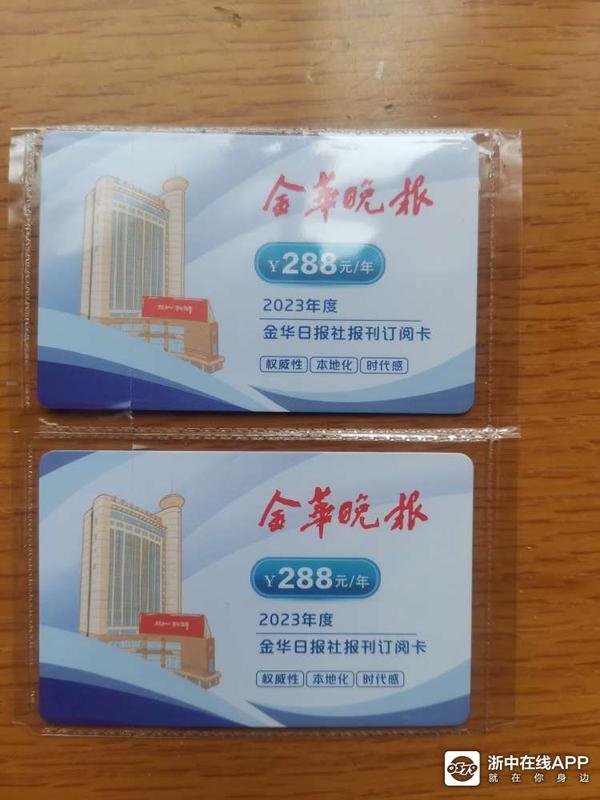 金华晚报
¥288元/年
2023年度
金华日报社报刊订阅卡
权威性 本地化 时代感
金华晚报
¥288元/年
2023年度
金华日报社报刊订阅卡
权威性 本地化 时代感
浙中在线APP
就在你身边